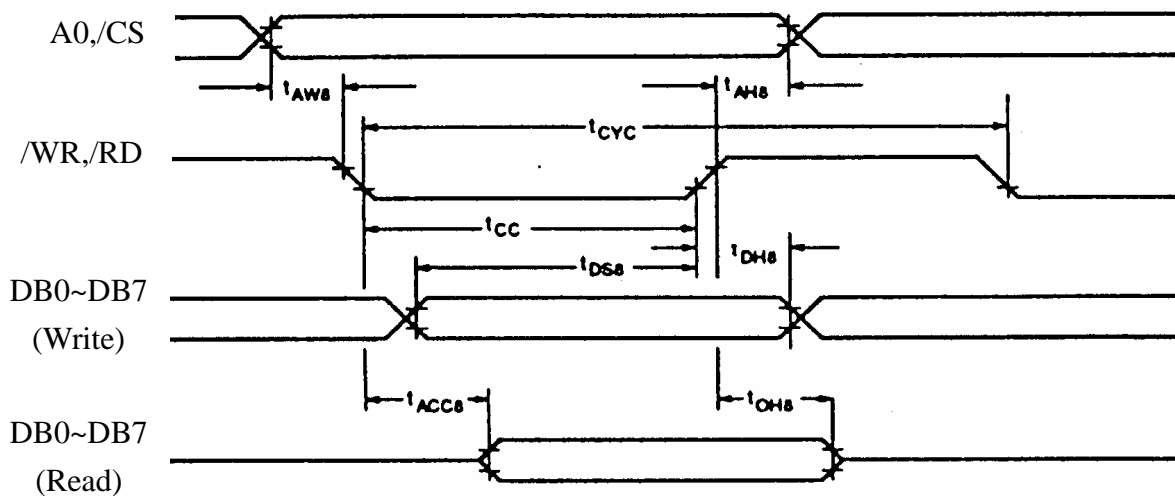 A0,/CS
tAW8
tAH8
tCYC
/WR,/RD
tCC
tDH8
tDS8
DB0~DB7
(Write)
tACC8
tOH8
DB0~DB7
(Read)